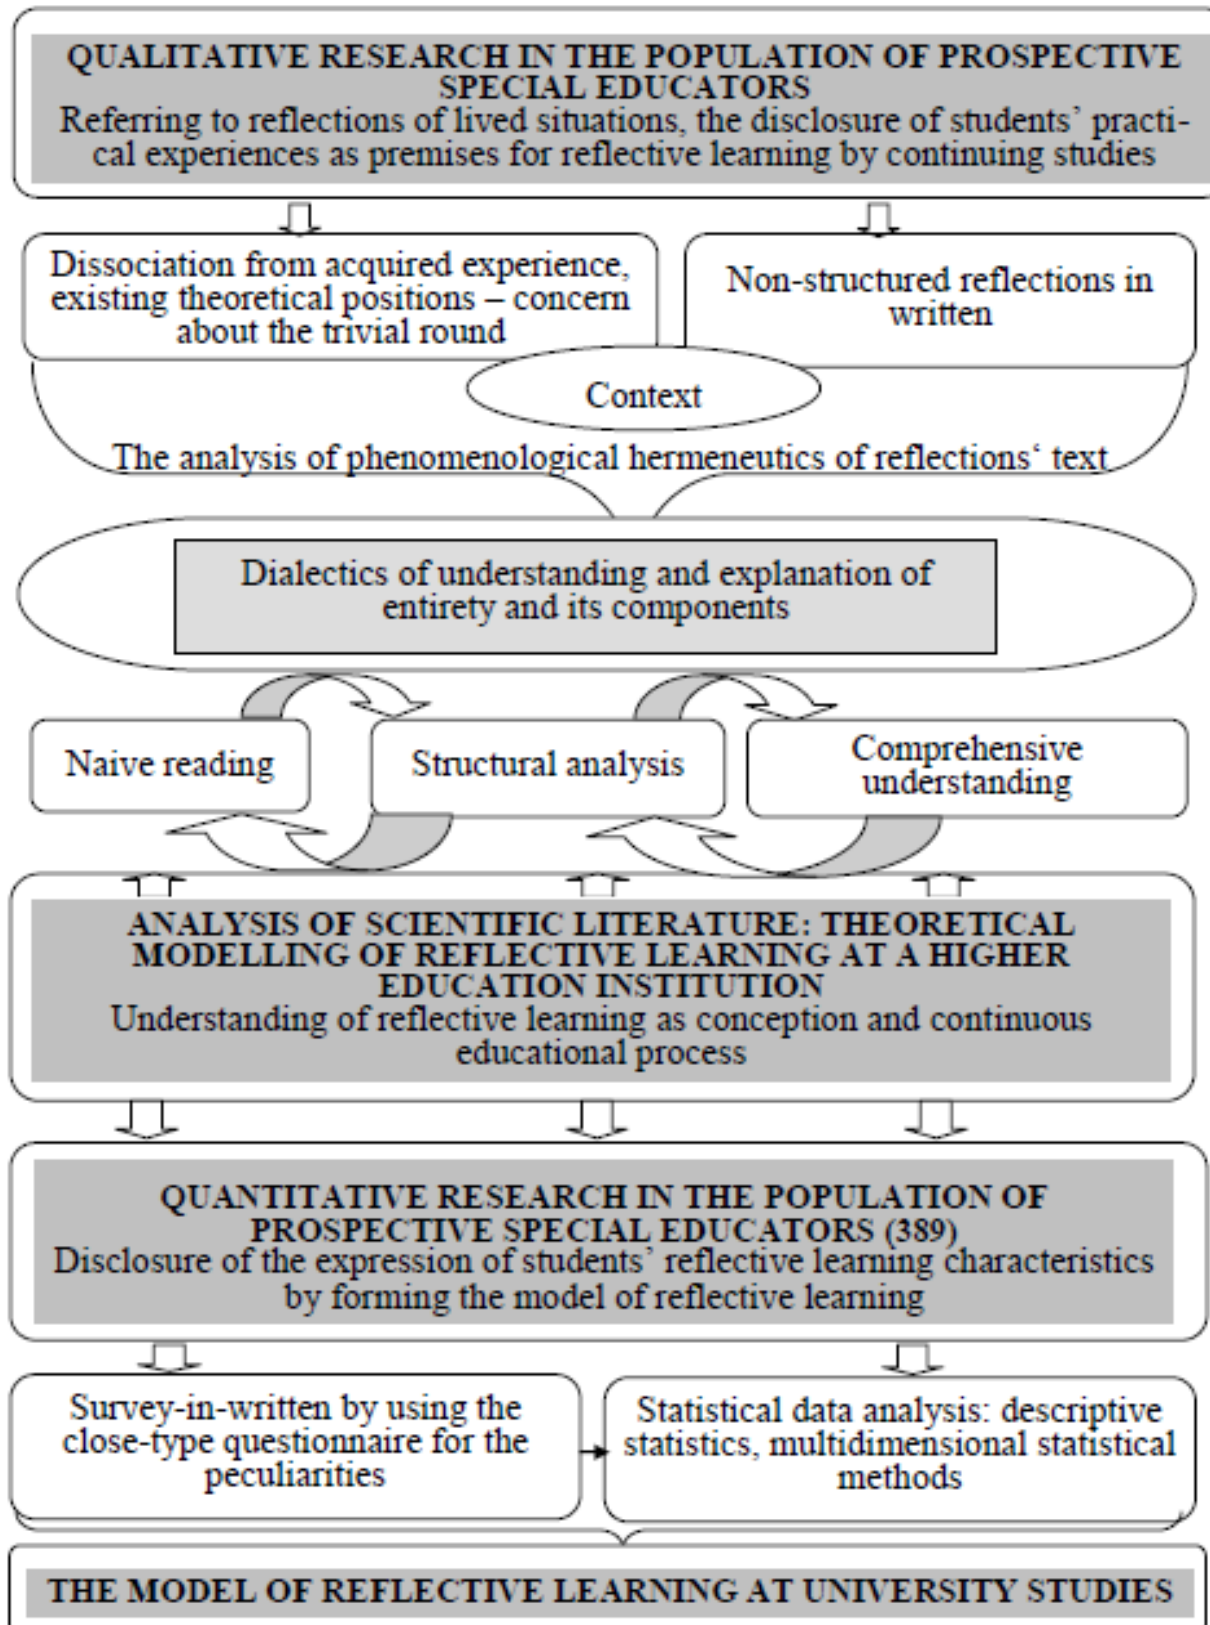 QUALITATIVE RESEARCH IN THE POPULATION OF PROSPECTIVE
SPECIAL EDUCATORS
Referring to reflections of lived situations, the disclosure of students’ practi-
cal experiences as premises for reflective learning by continuing studies
Dissociation from acquired experience,
existing theoretical positions – concern
about the trivial round
Non-structured reflections in
written
Context
The analysis of phenomenological hermeneutics of reflections‘ text
Dialectics of understanding and explanation of
entirety and its components
Naive reading
Structural analysis
Comprehensive
understanding
ANALYSIS OF SCIENTIFIC LITERATURE: THEORETICAL
MODELLING OF REFLECTIVE LEARNING AT A HIGHER
EDUCATION INSTITUTION
Understanding of reflective learning as conception and continuous
educational process
QUANTITATIVE RESEARCH IN THE POPULATION OF
PROSPECTIVE SPECIAL EDUCATORS (389)
Disclosure of the expression of students’ reflective learning characteristics
by forming the model of reflective learning
Survey-in-written by using the
close-type questionnaire for the
peculiarities
Statistical data analysis: descriptive
statistics, multidimensional statistical
methods
THE MODEL OF REFLECTIVE LEARNING AT UNIVERSITY STUDIES